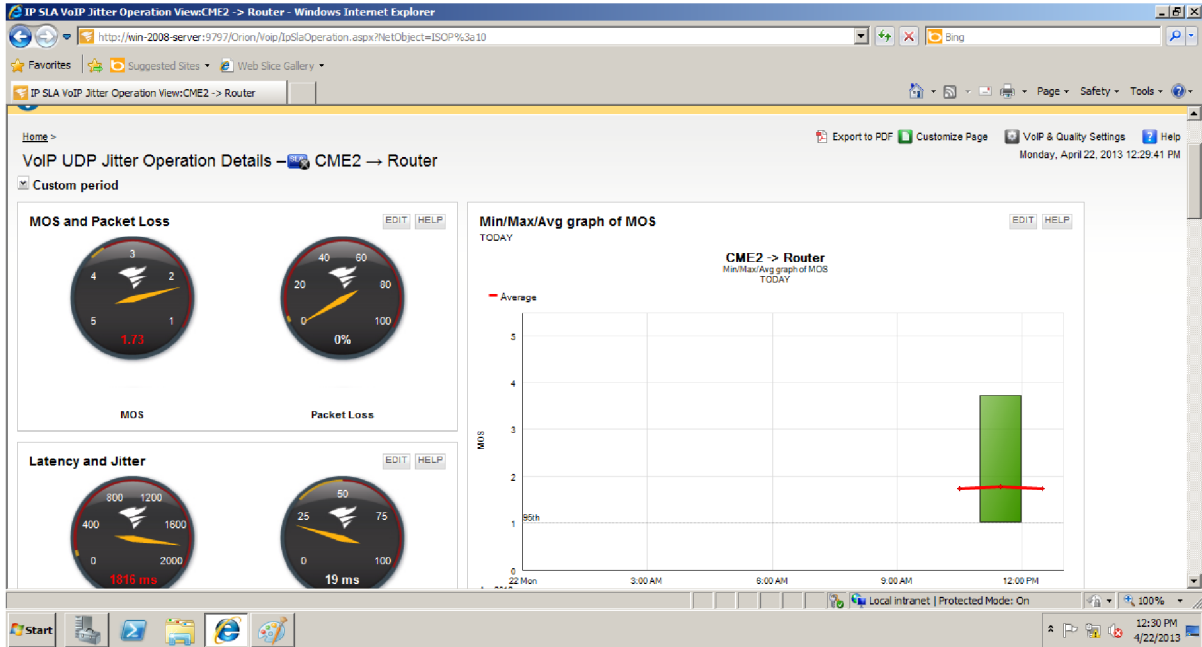 IP SLA VoIP Jitter Operation View:CME2 -> Router - Windows Internet Explorer
http://win-2008-server:9797/Orion/Voip/IpSlaOperation.aspx?NetObject=ISOP%3a10
Bing
Favorites Suggested Sites Web Slice Gallery
IP SLA VoIP Jitter Operation View:CME2 -> Router
Page Safety Tools
Home >
Export to PDF Customize Page VoIP & Quality Settings Help
VoIP UDP Jitter Operation Details – CME2 → Router
Monday, April 22, 2013 12:29:41 PM
Custom period
MOS and Packet Loss
EDIT HELP
5 4 3 2 1
1.73
MOS
0 20 40 60 80 100
0%
Packet Loss
Latency and Jitter
EDIT HELP
0 400 800 1200 1600 2000
1816 ms
0 25 50 75 100
19 ms
Min/Max/Avg graph of MOS
EDIT HELP
TODAY
CME2 -> Router
Min/Max/Avg graph of MOS
TODAY
Average
MOS
5
4
3
2
1
0
95th
22 Mon 3:00 AM 6:00 AM 9:00 AM 12:00 PM
Local intranet | Protected Mode: On
100%
Start
12:30 PM
4/22/2013